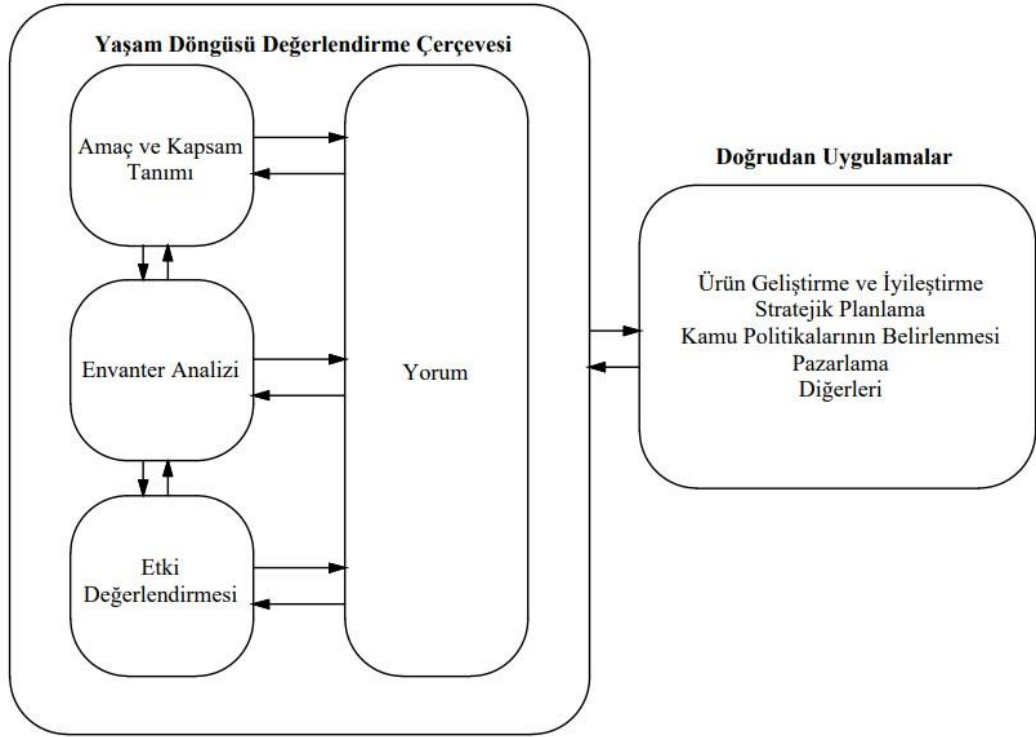 Yaşam Döngüsü Değerlendirme Çerçevesi
Amaç ve Kapsam
Tanımı
Envanter Analizi
Etki
Değerlendirmesi
Yorum
Doğrudan Uygulamalar
Ürün Geliştirme ve İyileştirme
Stratejik Planlama
Kamu Politikalarının Belirlenmesi
Pazarlama
Diğerleri